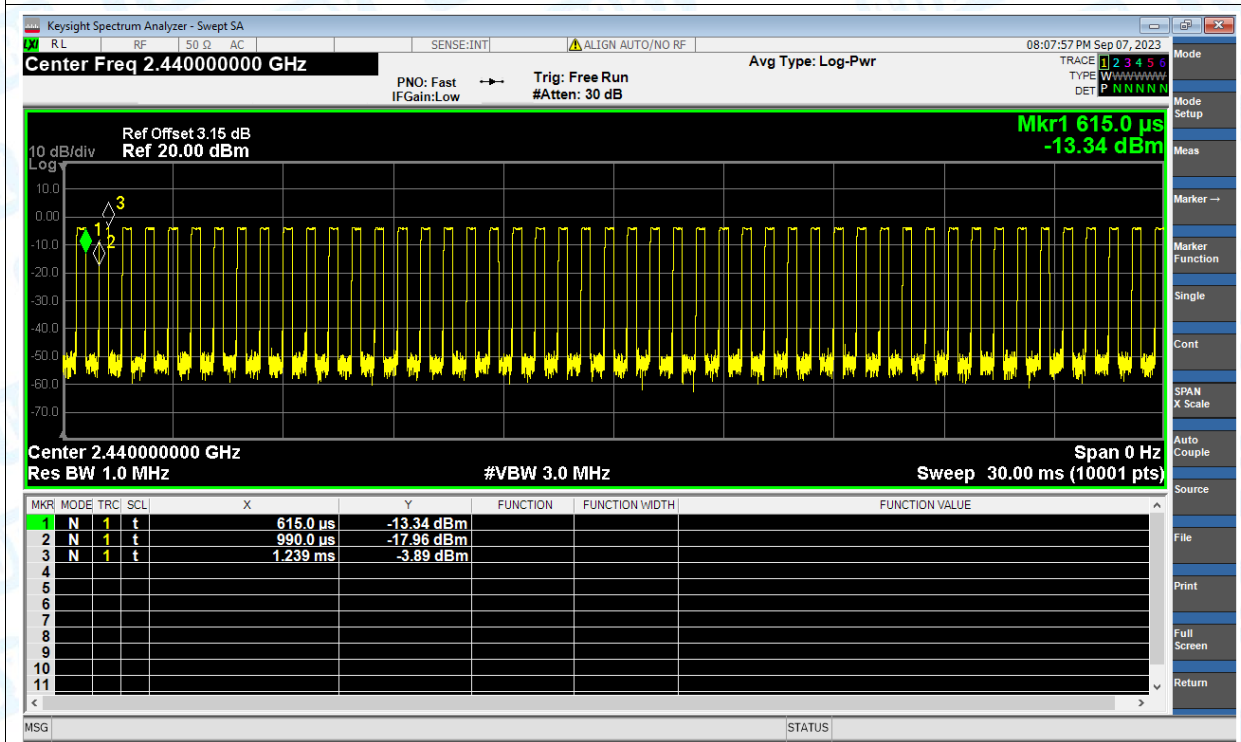 Keysight Spectrum Analyzer - Swept SA
LXI RL RF 50 Ω AC SENSE:INT ALIGN AUTO/NO RF 08:07:57 PM Sep 07, 2023
Center Freq 2.440000000 GHz Avg Type: Log-Pwr TRACE 1 2 3 4 5 6
PNO: Fast Trig: Free Run TYPE WWWWWW
IFGain:Low #Atten: 30 dB DET P N N N N N
Mkr1 615.0 µs
-13.34 dBm
Ref Offset 3.15 dB
10 dB/div Ref 20.00 dBm
Log
10.0
0.00
-10.0
-20.0
-30.0
-40.0
-50.0
-60.0
-70.0
1
2
3
Center 2.440000000 GHz Span 0 Hz
Res BW 1.0 MHz #VBW 3.0 MHz Sweep 30.00 ms (10001 pts)
MKR MODE TRC SCL X Y FUNCTION FUNCTION WIDTH FUNCTION VALUE
1 N 1 t 615.0 µs -13.34 dBm
2 N 1 t 990.0 µs -17.96 dBm
3 N 1 t 1.239 ms -3.89 dBm
4
5
6
7
8
9
10
11
MSG STATUS
Mode
Mode
Setup
Meas
Marker →
Marker
Function
Single
Cont
SPAN
X Scale
Auto
Couple
Source
File
Print
Full
Screen
Return